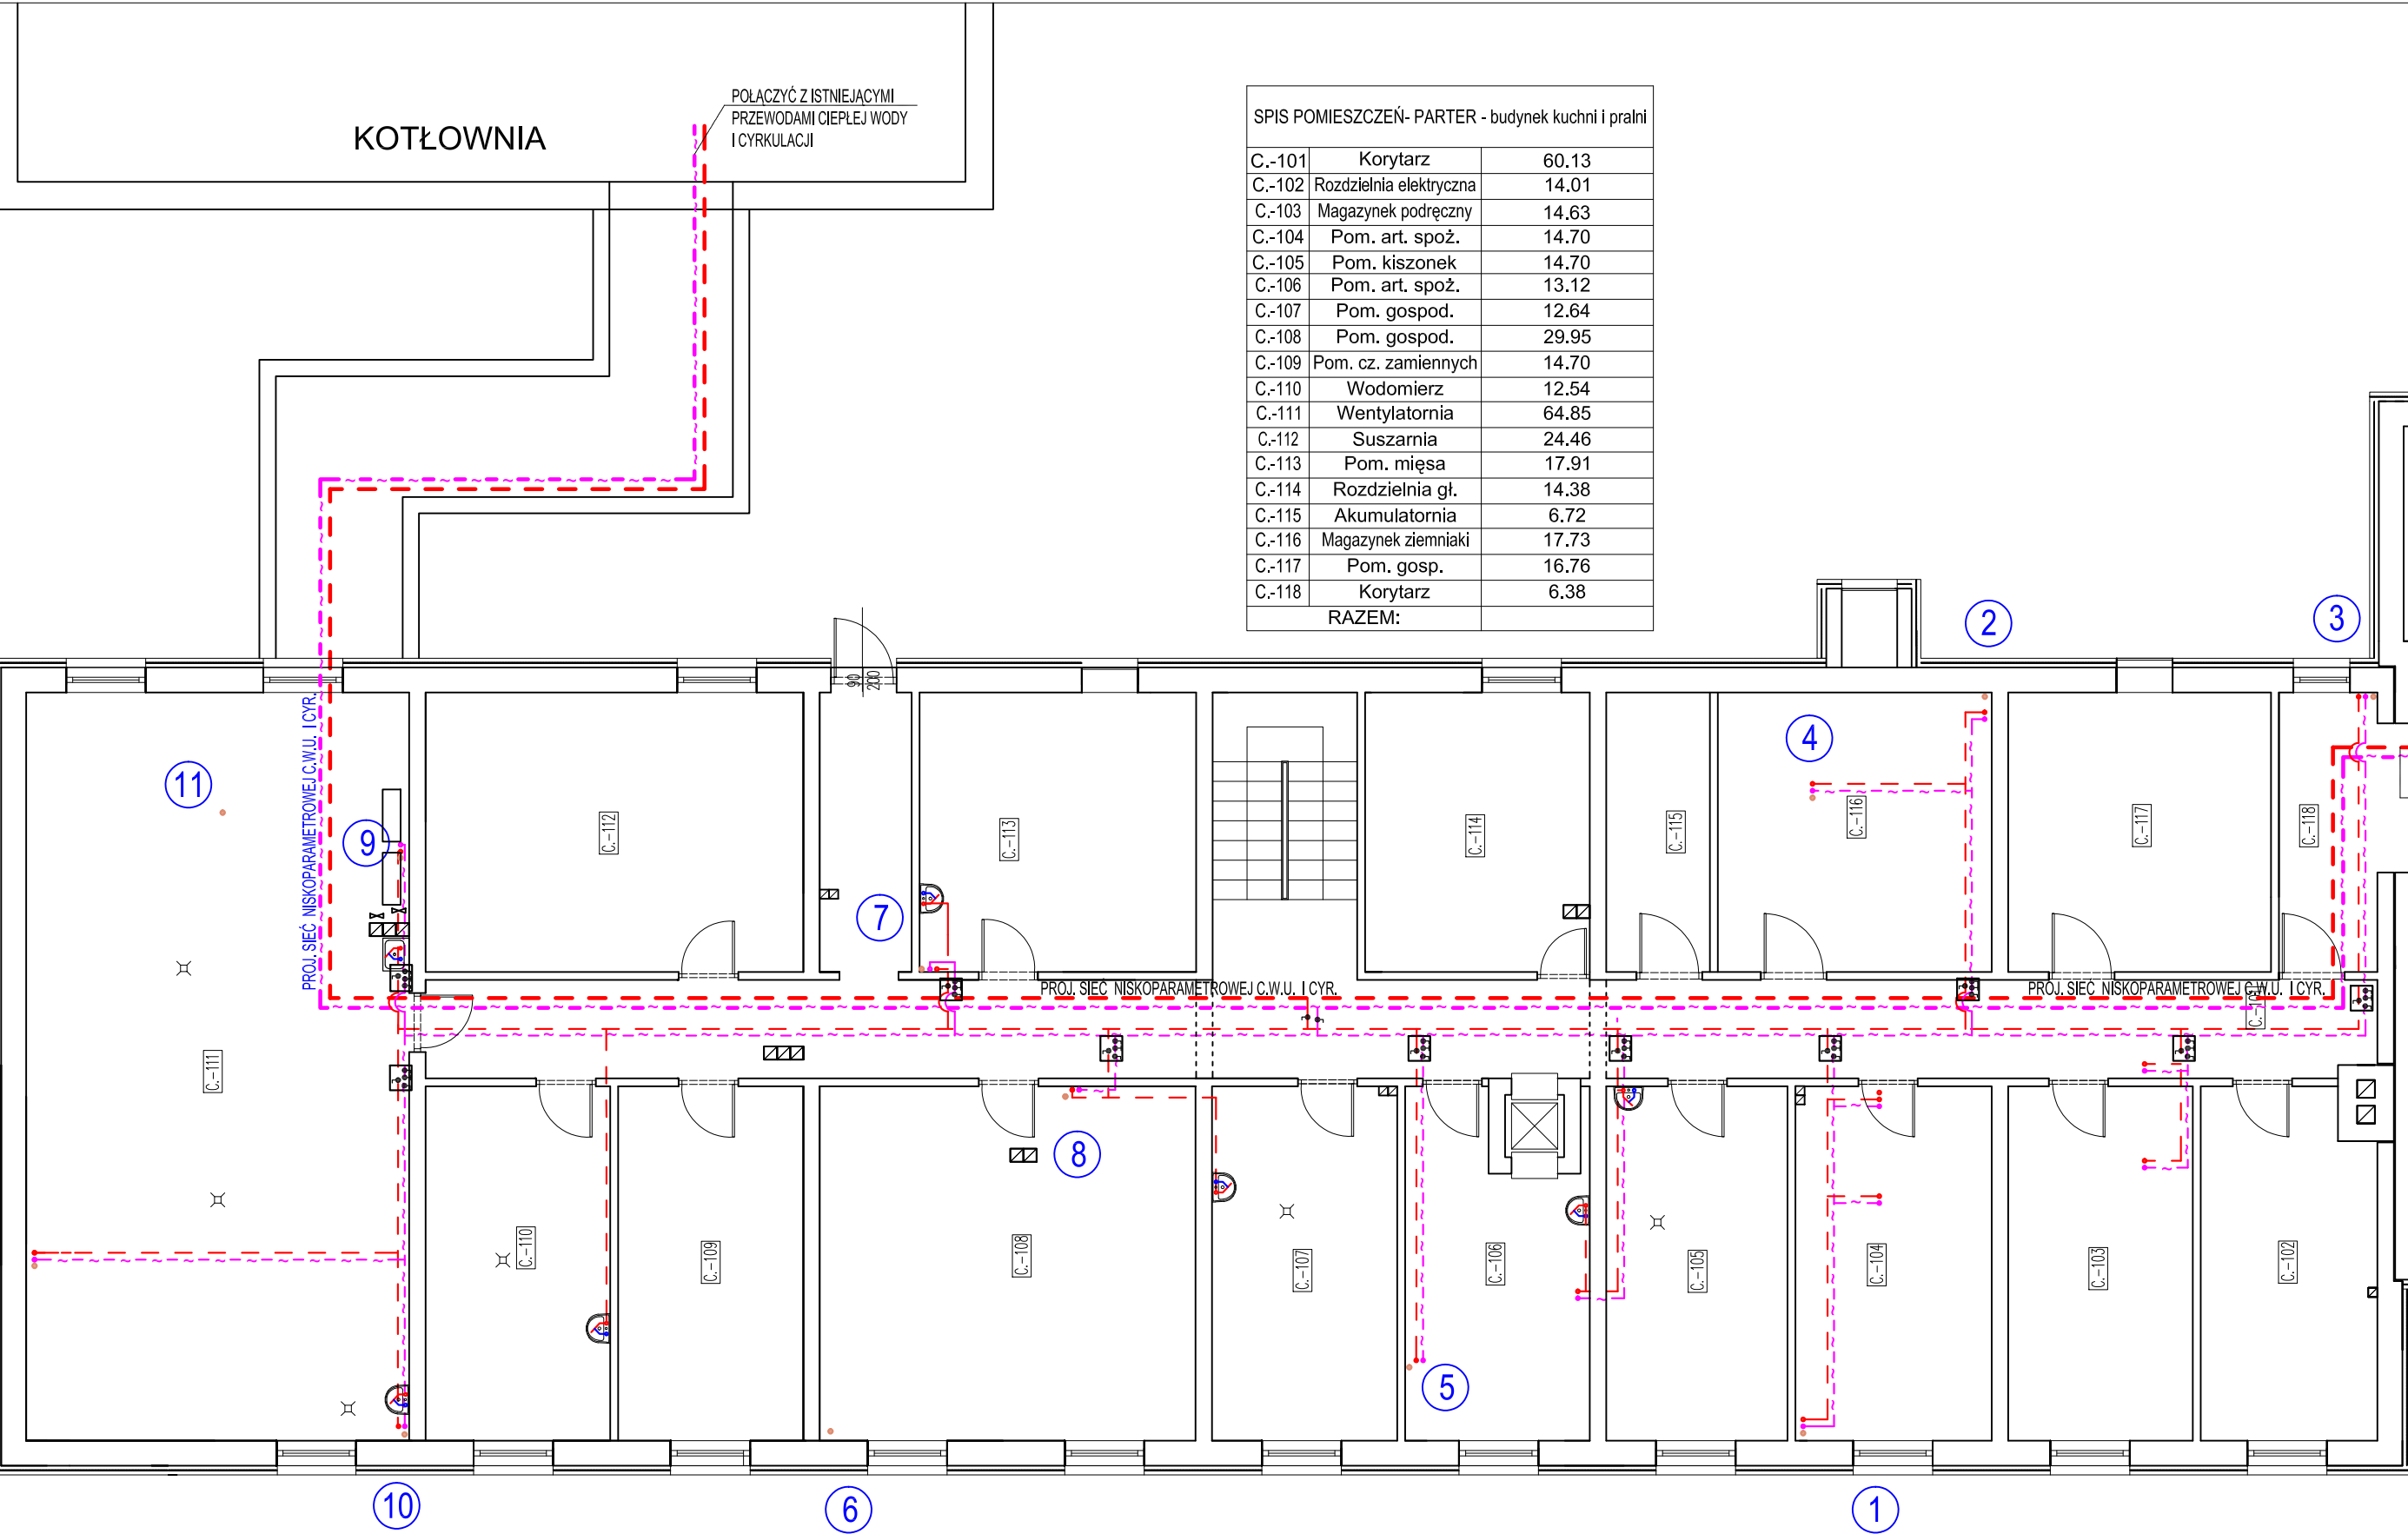 KOTŁOWNIA
POŁĄCZYĆ Z ISTNIEJĄCYMI
PRZEWODAMI CIEPŁEJ WODY
I CYRKULACJI
SPIS POMIESZCZEŃ- PARTER - budynek kuchni i pralni
C.-101 Korytarz 60.13
C.-102 Rozdzielnia elektryczna 14.01
C.-103 Magazynek podręczny 14.63
C.-104 Pom. art. spoż. 14.70
C.-105 Pom. kiszonek 14.70
C.-106 Pom. art. spoż. 13.12
C.-107 Pom. gospod. 12.64
C.-108 Pom. gospod. 29.95
C.-109 Pom. cz. zamiennych 14.70
C.-110 Wodomierz 12.54
C.-111 Wentylatornia 64.85
C.-112 Suszarnia 24.46
C.-113 Pom. mięsa 17.91
C.-114 Rozdzielnia gł. 14.38
C.-115 Akumulatornia 6.72
C.-116 Magazynek ziemniaki 17.73
C.-117 Pom. gosp. 16.76
C.-118 Korytarz 6.38
RAZEM:
2
3
90
200
4
11
PROJ. SIEĆ NISKOPARAMETROWEJ C.W.U. I CYR.
9
C.-112
C.-113
C.-114
C.-115
C.-116
C.-117
C.-118
7
PROJ. SIEĆ NISKOPARAMETROWEJ C.W.U. I CYR.
PROJ. SIEĆ NISKOPARAMETROWEJ C.W.U. I CYR.
C.-111
8
C.-110
C.-109
C.-108
C.-107
C.-106
C.-105
C.-104
C.-103
C.-102
5
10
6
1